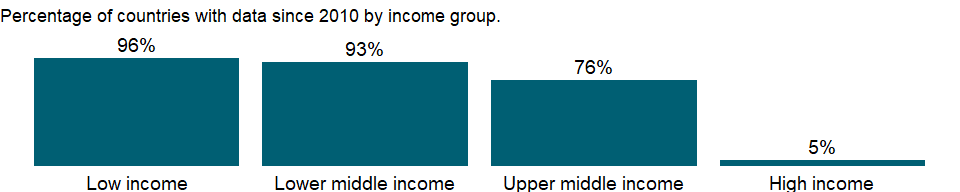 Percentage of countries with data since 2010 by income group.
96%
93%
76%
5%
Low income
Lower middle income
Upper middle income
High income